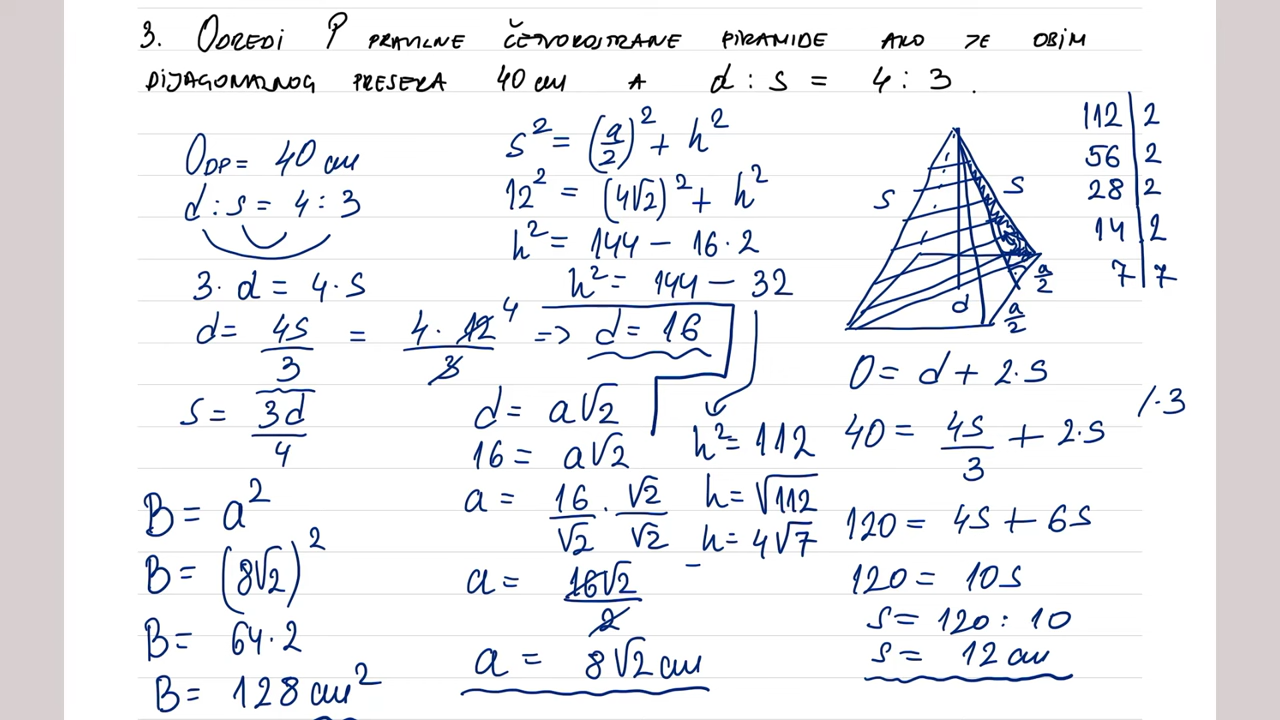 3. ODREDI P PRAVILNE ČETVOROSTRANE PIRAMIDE AKO JE OBIM
DIJAGONALNOG PRESEKA 40 cm A d : s = 4 : 3.
O_DP = 40 cm
d : s = 4 : 3
3 · d = 4 · s
d = 4s/3 = 4 · 12/3 4 => d = 16
s = 3d/4
B = a²
B = (8√2)²
B = 64 · 2
B = 128 cm²
s² = (a/2)² + h²
12² = (4√2)² + h²
h² = 144 − 16 · 2
h² = 144 − 32
d = a√2
16 = a√2
a = 16/√2 · √2/√2
a = 16√2/2
a = 8√2 cm
h² = 112
h = √112
h = 4√7
s
s
d
a/2
a/2
112 | 2
56 | 2
28 | 2
14 | 2
7 | 7
O = d + 2 · s
40 = 4s/3 + 2 · s / · 3
120 = 4s + 6s
120 = 10s
s = 120 : 10
s = 12 cm